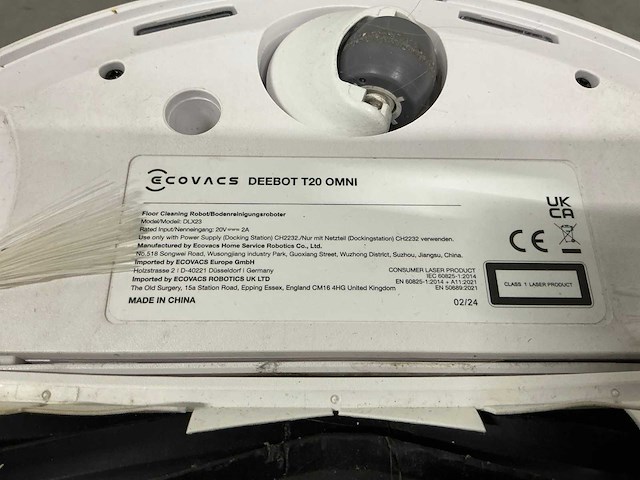 ECOVACS DEEBOT T20 OMNI
Floor Cleaning Robot/Bodenreinigungsroboter
Model/Modell: DLX23
Rated Input/Nenneingang: 20V⎓ 2A
Use only with Power Supply (Docking Station) CH2232./Nur mit Netzteil (Dockingstation) CH2232 verwenden.
Manufactured by Ecovacs Home Service Robotics Co., Ltd.
No.518 Songwei Road, Wusongjiang Industry Park, Guoxiang Street, Wuzhong District, Suzhou, Jiangsu, China.
Imported by ECOVACS Europe GmbH
Holzstrasse 2 I D-40221 Düsseldorf I Germany
Imported by ECOVACS ROBOTICS UK LTD
The Old Surgery, 15a Station Road, Epping Essex, England CM16 4HG United Kingdom
MADE IN CHINA
CONSUMER LASER PRODUCT
IEC 60825-1:2014
EN 60825-1:2014 + A11:2021
EN 50689:2021
02/24
UK
CA
CE
CLASS 1 LASER PRODUCT